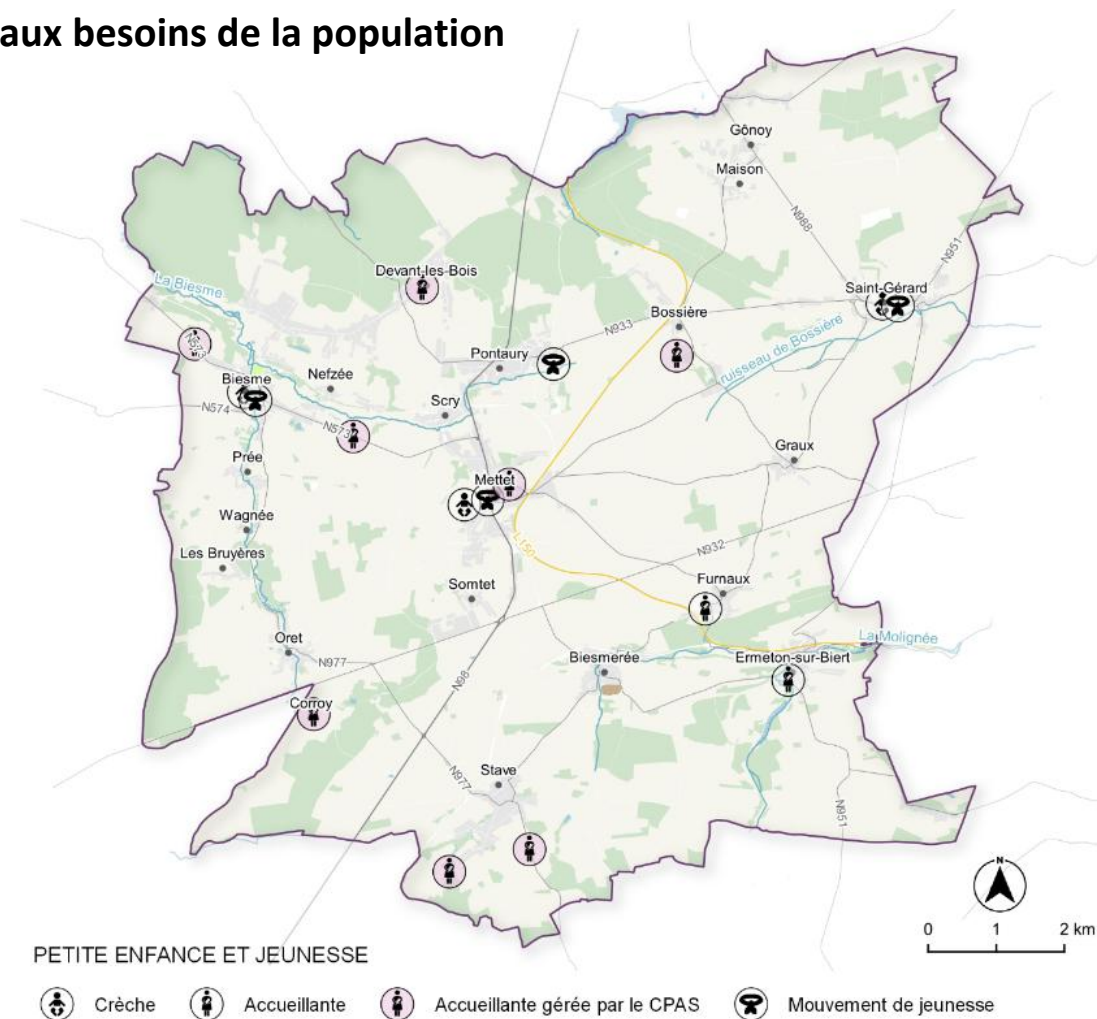 aux besoins de la population
Gônoy
Maison
N988
N951
Devant-les-Bois
La Biesme
Saint-Gérard
Bossière
N933
ruisseau de Bossière
Pontaury
N573
Biesme
Nefzée
N574
Scry
N573
Graux
Prée
Mettet
Wagnée
L150
N932
Les Bruyères
Furnaux
Somtet
La Molignée
Oret
N977
Biesmerée
Ermeton-sur-Biert
N98
Corroy
Stave
N977
N951
N
0 1 2 km
PETITE ENFANCE ET JEUNESSE
Crèche Accueillante Accueillante gérée par le CPAS Mouvement de jeunesse